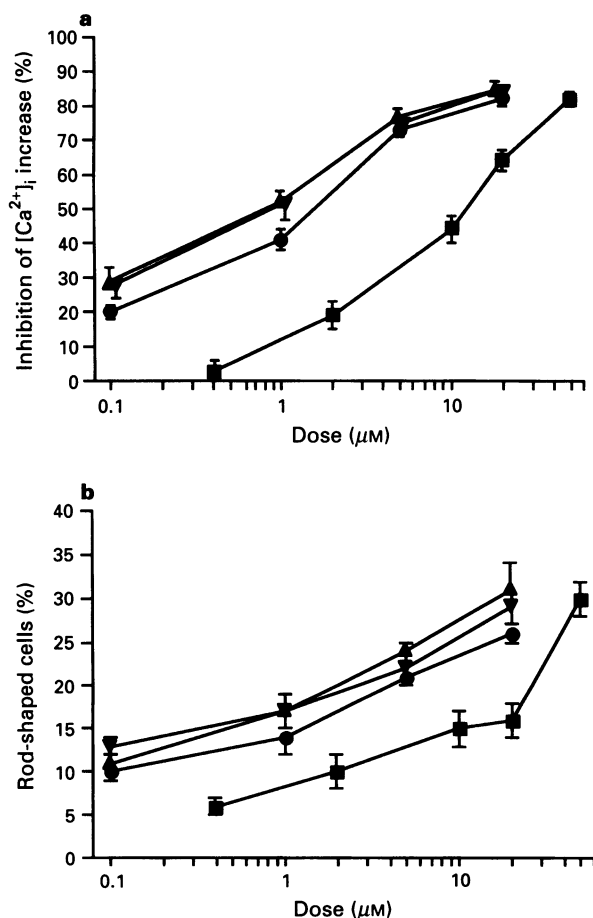 a
Inhibition of [Ca²⁺]ᵢ increase (%)
100
90
80
70
60
50
40
30
20
10
0
0.1 1 10
Dose (μM)
b
Rod-shaped cells (%)
40
35
30
25
20
15
10
5
0
0.1 1 10
Dose (μM)